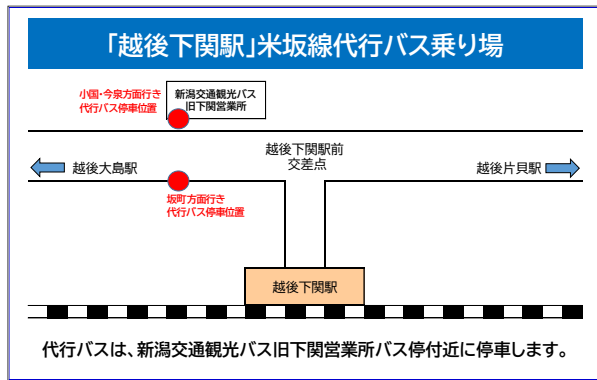 「越後下関駅」米坂線代行バス乗り場
小国・今泉方面行き
代行バス停車位置
新潟交通観光バス
旧下関営業所
越後下関駅前
交差点
越後大島駅
越後片貝駅
坂町方面行き
代行バス停車位置
越後下関駅
代行バスは、新潟交通観光バス旧下関営業所バス停付近に停車します。